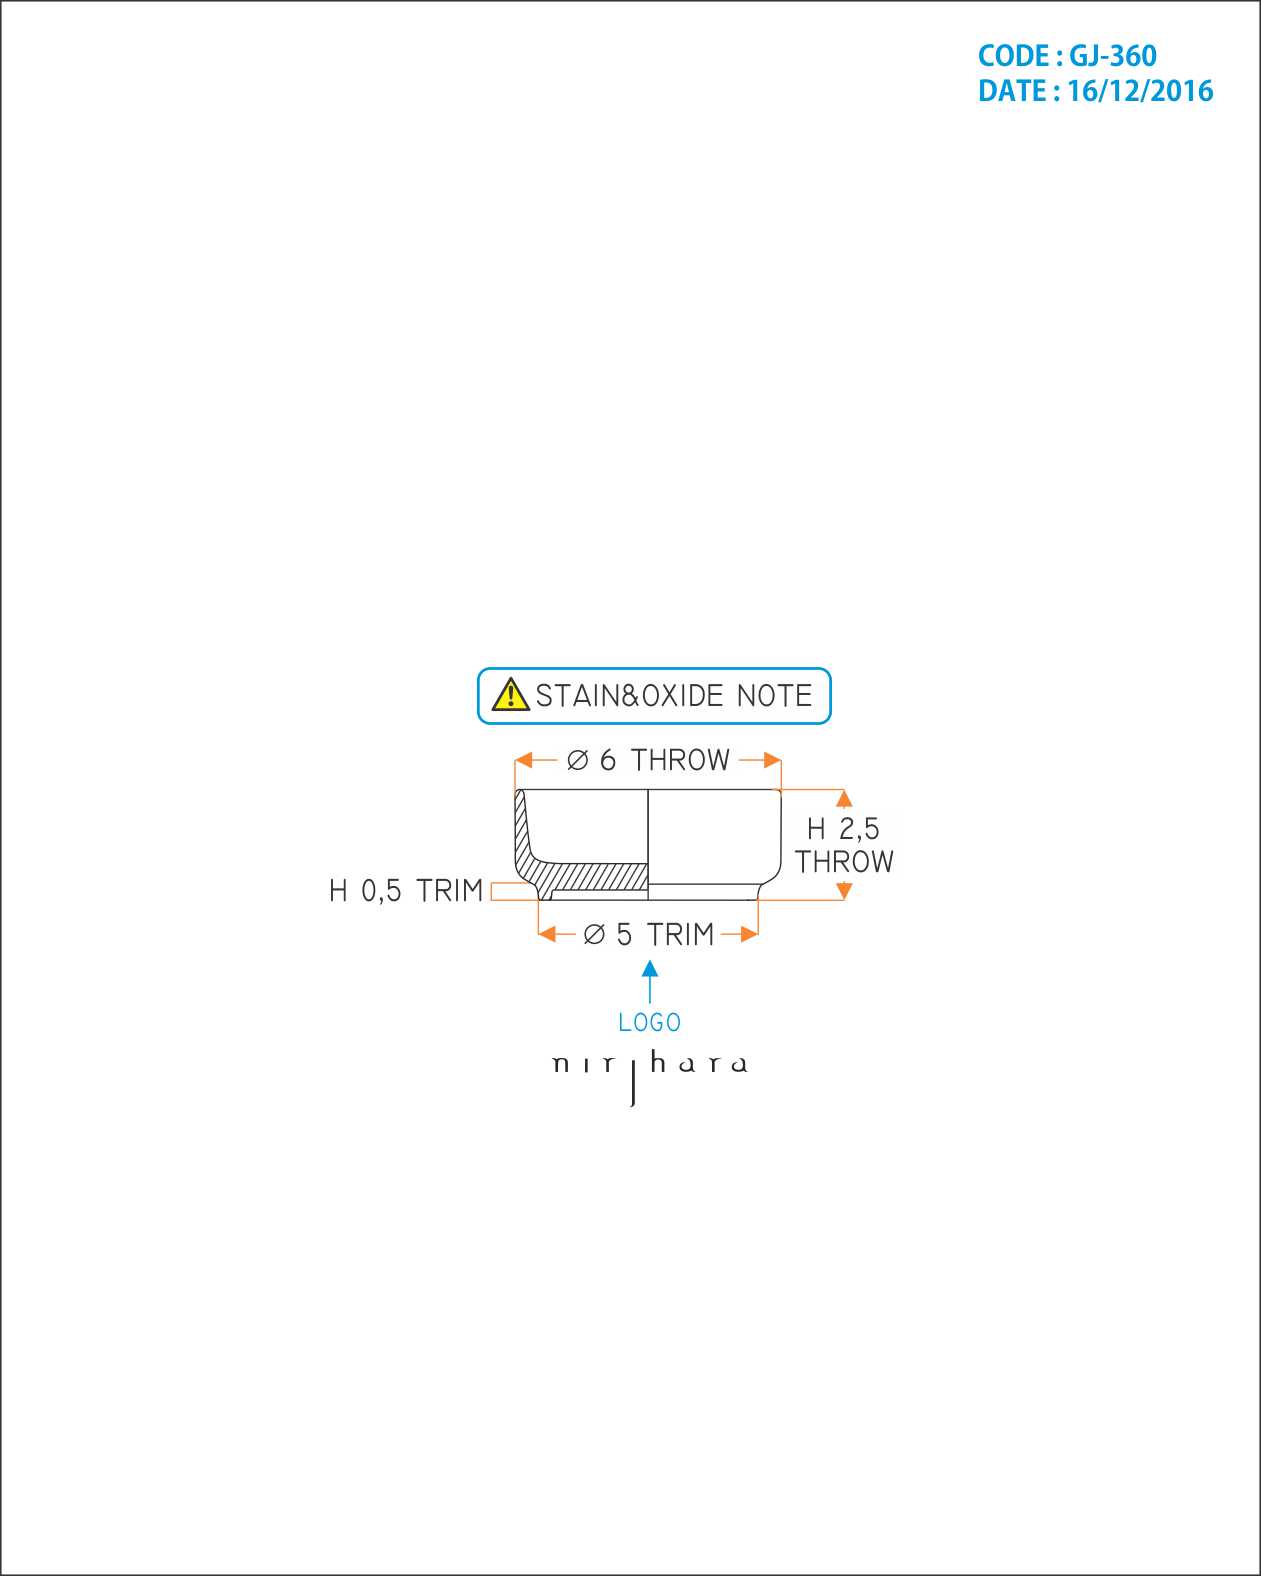 CODE : GJ-360
DATE : 16/12/2016
STAIN&OXIDE NOTE
Ø 6 THROW
H 2,5
THROW
H 0,5 TRIM
Ø 5 TRIM
LOGO
nirjhara